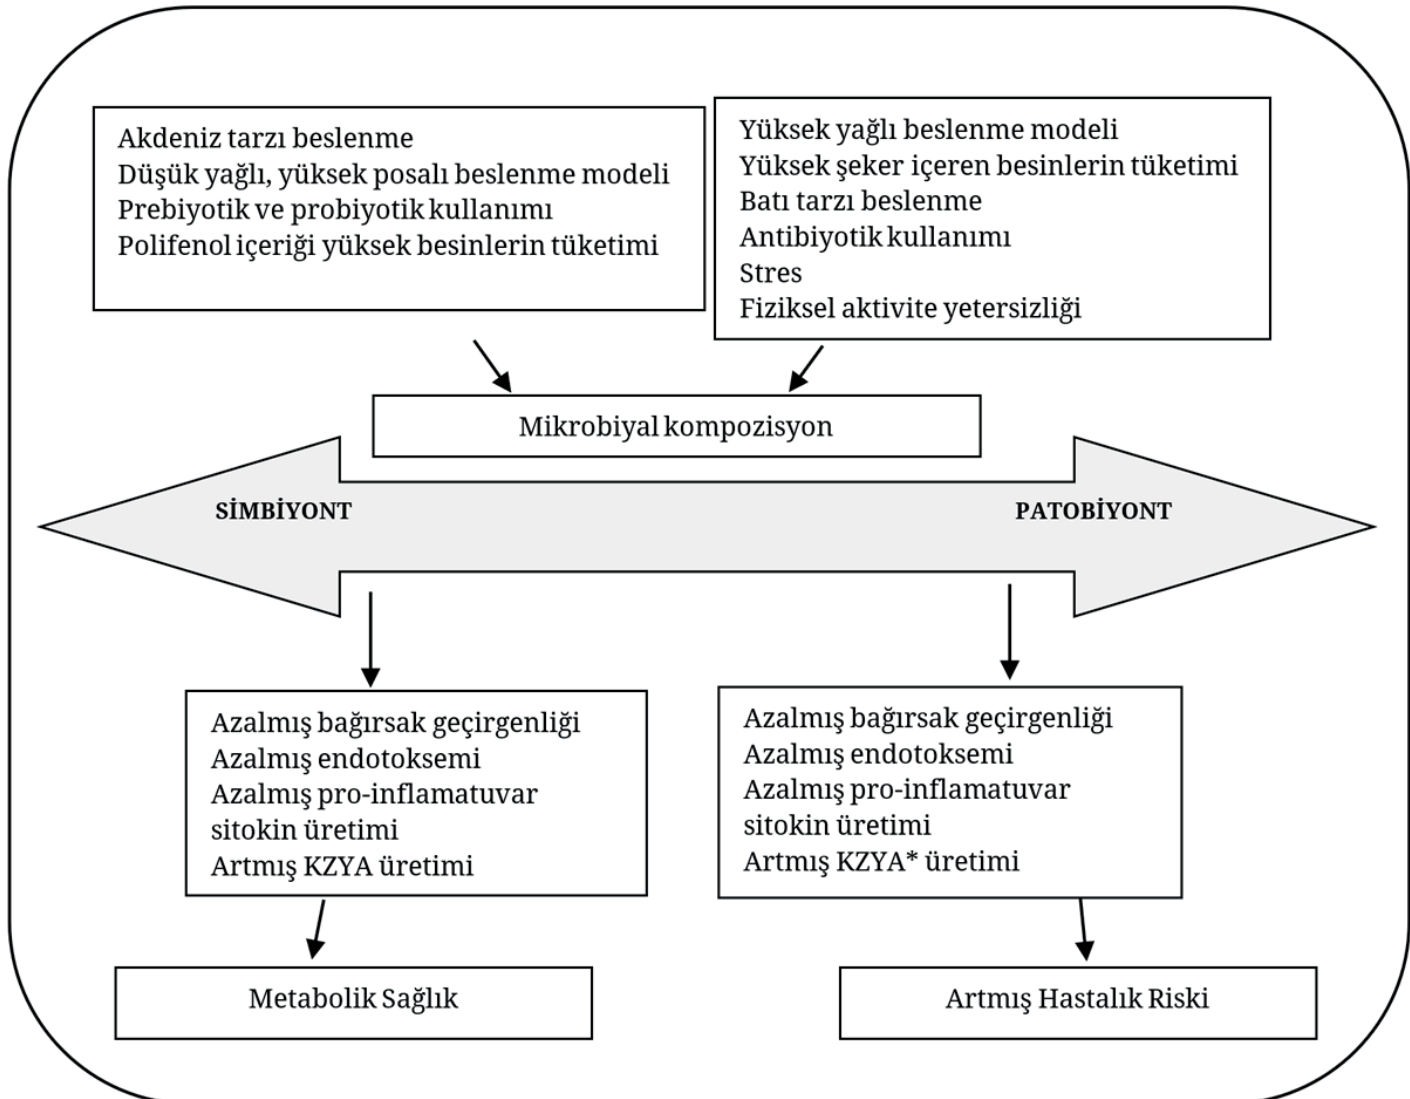 Akdeniz tarzı beslenme
Düşük yağlı, yüksek posalı beslenme modeli
Prebiyotik ve probiyotik kullanımı
Polifenol içeriği yüksek besinlerin tüketimi
Yüksek yağlı beslenme modeli
Yüksek şeker içeren besinlerin tüketimi
Batı tarzı beslenme
Antibiyotik kullanımı
Stres
Fiziksel aktivite yetersizliği
Mikrobiyal kompozisyon
SİMBİYONT
PATOBİYONT
Azalmış bağırsak geçirgenliği
Azalmış endotoksemi
Azalmış pro-inflamatuvar
sitokin üretimi
Artmış KZYA üretimi
Azalmış bağırsak geçirgenliği
Azalmış endotoksemi
Azalmış pro-inflamatuvar
sitokin üretimi
Artmış KZYA* üretimi
Metabolik Sağlık
Artmış Hastalık Riski